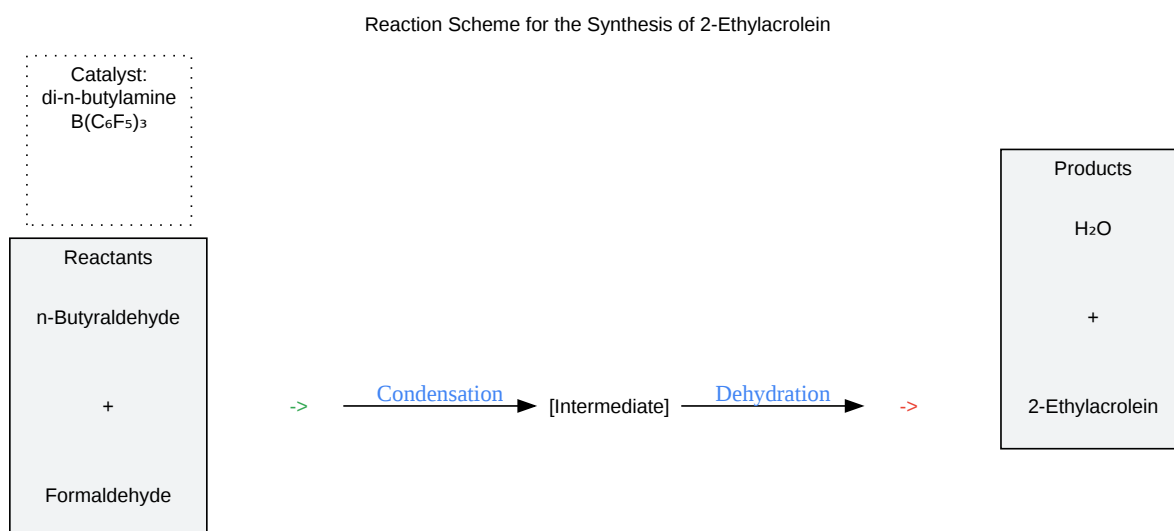 Reaction Scheme for the Synthesis of 2-Ethylacrolein
Catalyst:
di-n-butylamine
B(C₆F₅)₃
Reactants
n-Butyraldehyde
+
Formaldehyde
->
Condensation
[Intermediate]
Dehydration
->
Products
H₂O
+
2-Ethylacrolein